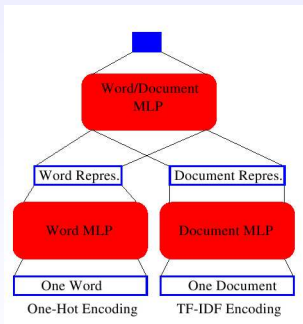 Word/Document
MLP
Word Repres.
Document Repres.
Word MLP
Document MLP
One Word
One Document
One-Hot Encoding
TF-IDF Encoding